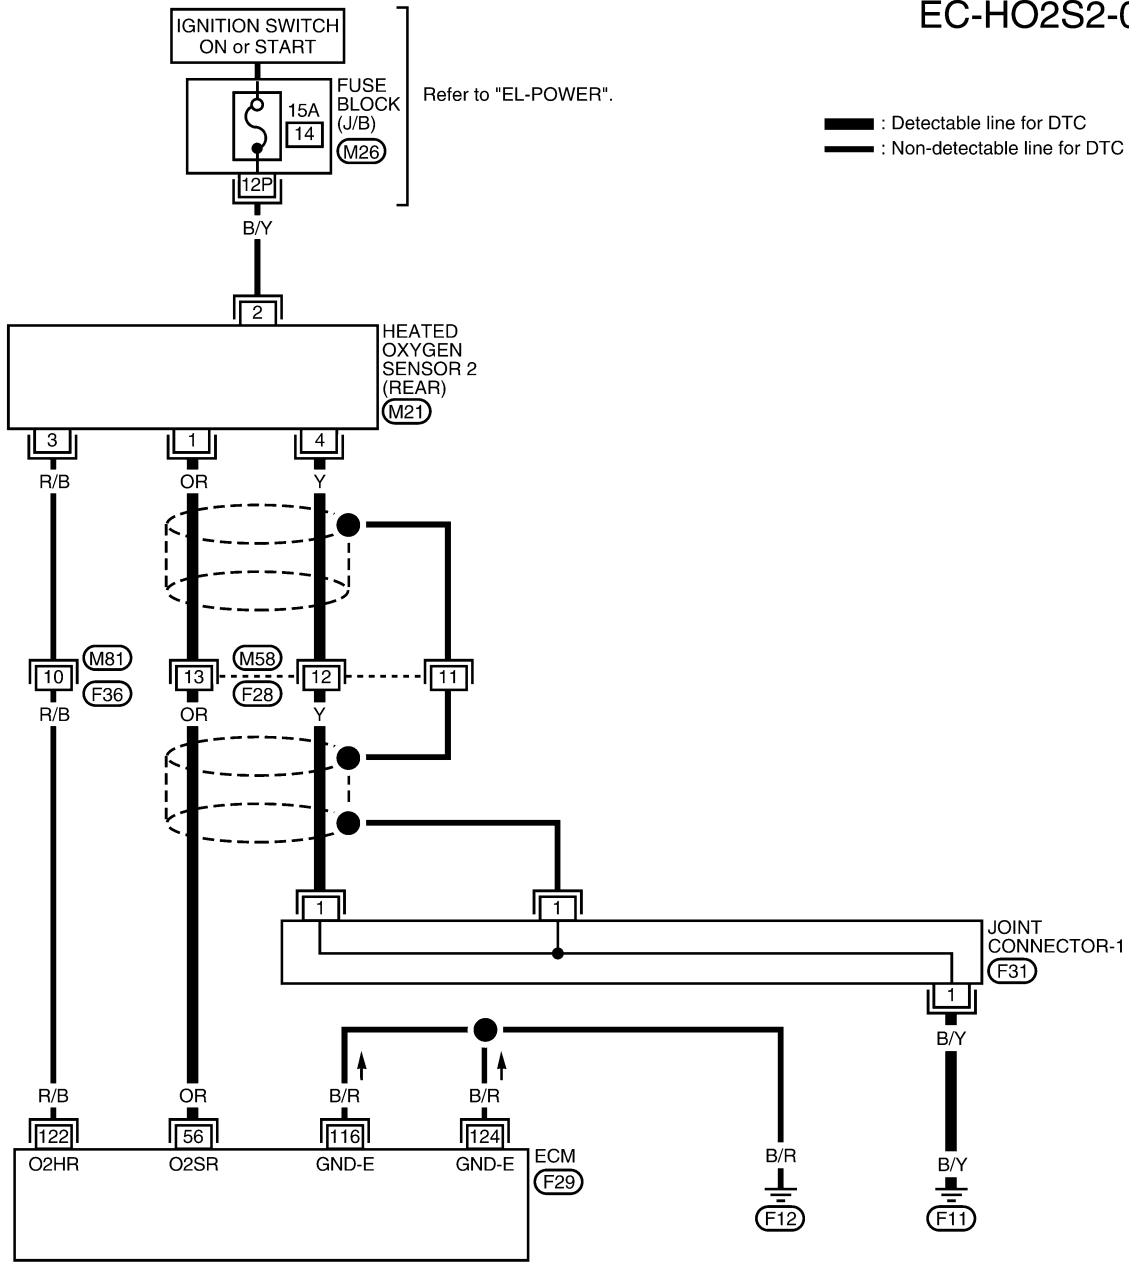 EC-HO2S2-0
IGNITION SWITCH
ON or START
FUSE
BLOCK
(J/B)
M26
15A
14
Refer to "EL-POWER".
: Detectable line for DTC
: Non-detectable line for DTC
12P
B/Y
2
HEATED
OXYGEN
SENSOR 2
(REAR)
M21
3
1
4
R/B
OR
Y
M81
M58
10
13
12
11
F36
F28
R/B
OR
Y
1
1
JOINT
CONNECTOR-1
F31
1
B/Y
R/B
OR
B/R
B/R
122
56
116
124
O2HR
O2SR
GND-E
GND-E
ECM
F29
B/R
B/Y
F12
F11